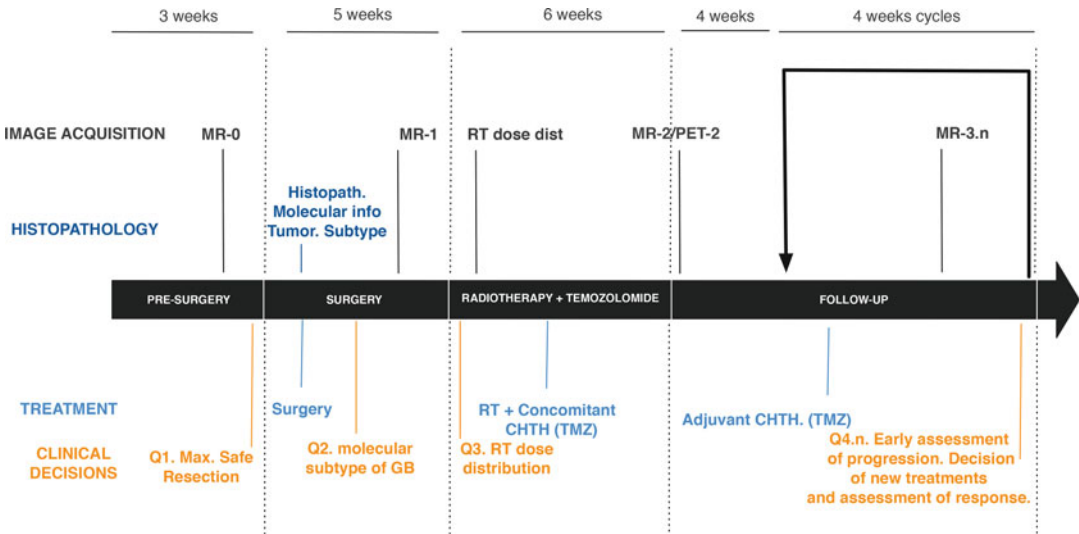 3 weeks
5 weeks
6 weeks
4 weeks
4 weeks cycles
IMAGE ACQUISITION
MR-0
MR-1
RT dose dist
MR-2/PET-2
MR-3.n
HISTOPATHOLOGY
Histopath.
Molecular info
Tumor. Subtype
PRE-SURGERY
SURGERY
RADIOTHERAPY + TEMOZOLOMIDE
FOLLOW-UP
TREATMENT
Surgery
RT + Concomitant
CHTH (TMZ)
Adjuvant CHTH. (TMZ)
CLINICAL
DECISIONS
Q1. Max. Safe
Resection
Q2. molecular
subtype of GB
Q3. RT dose
distribution
Q4.n. Early assessment
of progression. Decision
of new treatments
and assessment of response.